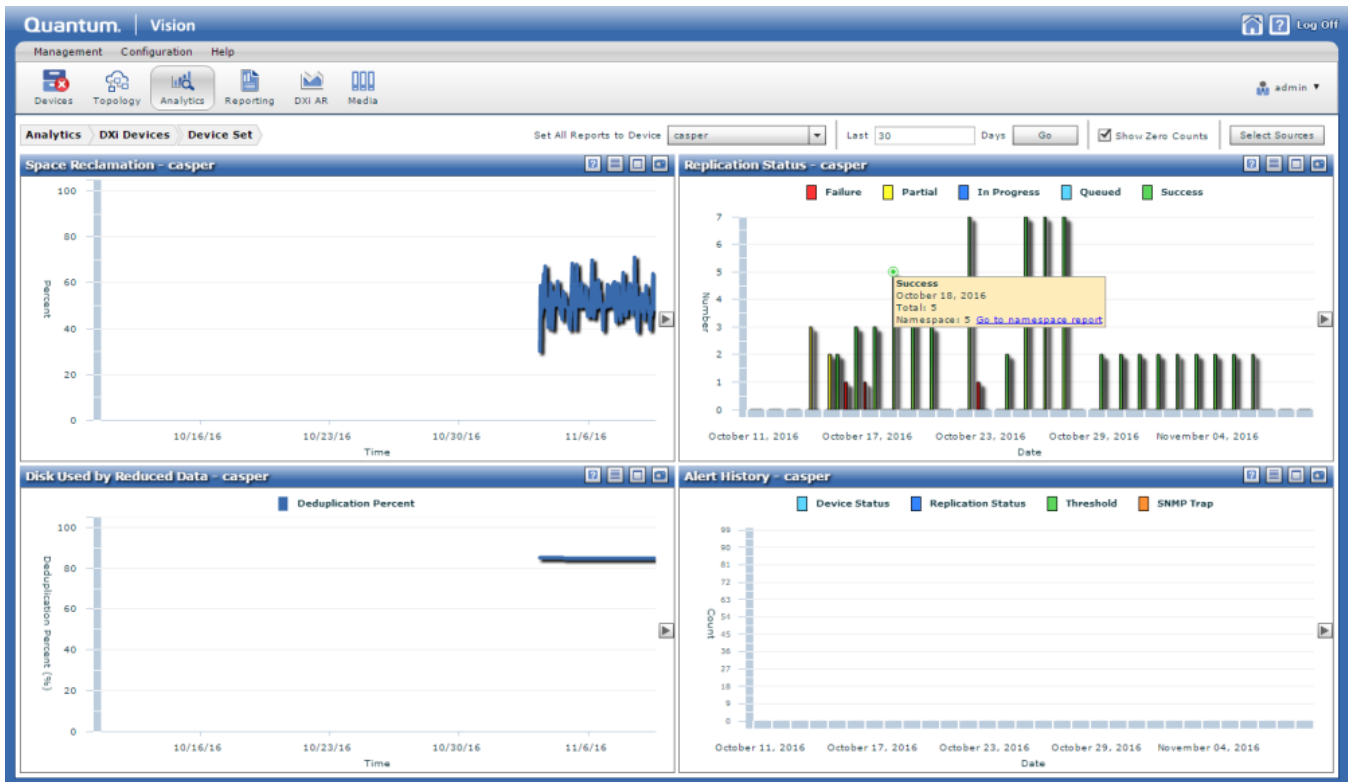 Quantum. Vision
Log Off
Management Configuration Help
Devices Topology Analytics Reporting DXi AR Media
admin
Analytics DXi Devices Device Set
Set All Reports to Device casper Last 30 Days Go Show Zero Counts Select Sources
Space Reclamation - casper
100
80
60
40
20
0
Percent
10/16/16 10/23/16 10/30/16 11/6/16
Time
Replication Status - casper
Failure Partial In Progress Queued Success
7
6
5
4
3
2
1
0
Number
Success
October 18, 2016
Total: 5
Namespace: 5 Go to namespace report
October 11, 2016 October 17, 2016 October 23, 2016 October 29, 2016 November 04, 2016
Date
Disk Used by Reduced Data - casper
Deduplication Percent
100
80
60
40
20
0
Deduplication Percent (%)
10/16/16 10/23/16 10/30/16 11/6/16
Time
Alert History - casper
Device Status Replication Status Threshold SNMP Trap
99
90
81
72
63
54
45
36
27
18
9
0
Count
October 11, 2016 October 17, 2016 October 23, 2016 October 29, 2016 November 04, 2016
Date